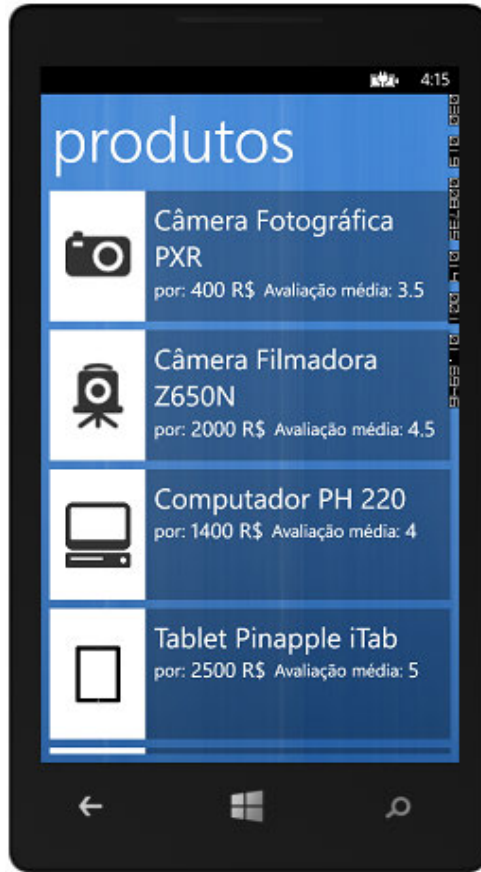 4:15
produtos
Câmera Fotográfica
PXR
por: 400 R$ Avaliação média: 3.5
Câmera Filmadora
Z650N
por: 2000 R$ Avaliação média: 4.5
Computador PH 220
por: 1400 R$ Avaliação média: 4
Tablet Pinapple iTab
por: 2500 R$ Avaliação média: 5